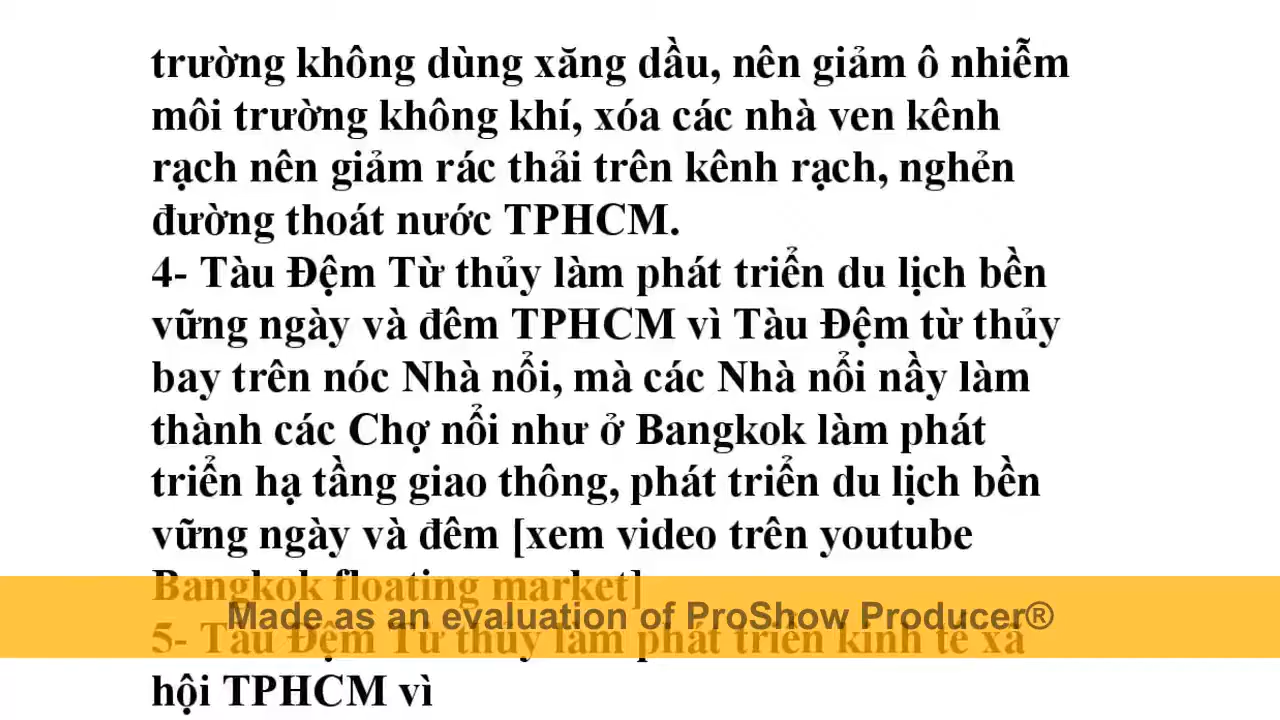 trường không dùng xăng dầu, nên giảm ô nhiễm
môi trường không khí, xóa các nhà ven kênh
rạch nên giảm rác thải trên kênh rạch, nghẻn
đường thoát nước TPHCM.
4- Tàu Đệm Từ thủy làm phát triển du lịch bền
vững ngày và đêm TPHCM vì Tàu Đệm từ thủy
bay trên nóc Nhà nổi, mà các Nhà nổi nầy làm
thành các Chợ nổi như ở Bangkok làm phát
triển hạ tầng giao thông, phát triển du lịch bền
vững ngày và đêm [xem video trên youtube
Bangkok floating market]
Made as an evaluation of ProShow Producer®
5- Tàu Đệm Từ thủy làm phát triển kinh tế xã
hội TPHCM vì